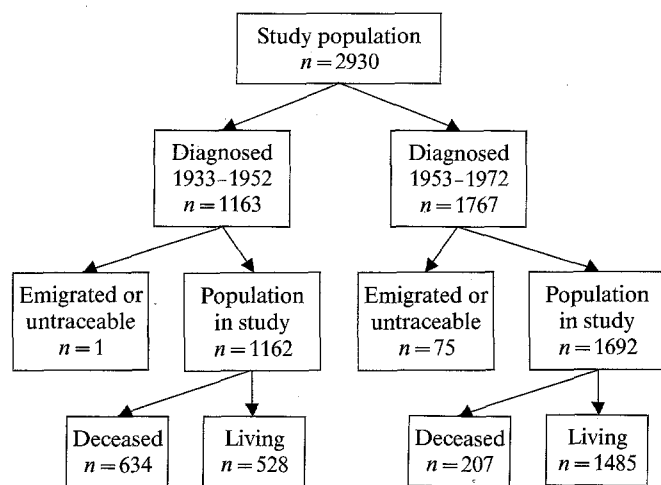 Study population
n = 2930
Diagnosed
1933–1952
n = 1163
Diagnosed
1953–1972
n = 1767
Emigrated or
untraceable
n = 1
Population
in study
n = 1162
Emigrated or
untraceable
n = 75
Population
in study
n = 1692
Deceased
n = 634
Living
n = 528
Deceased
n = 207
Living
n = 1485